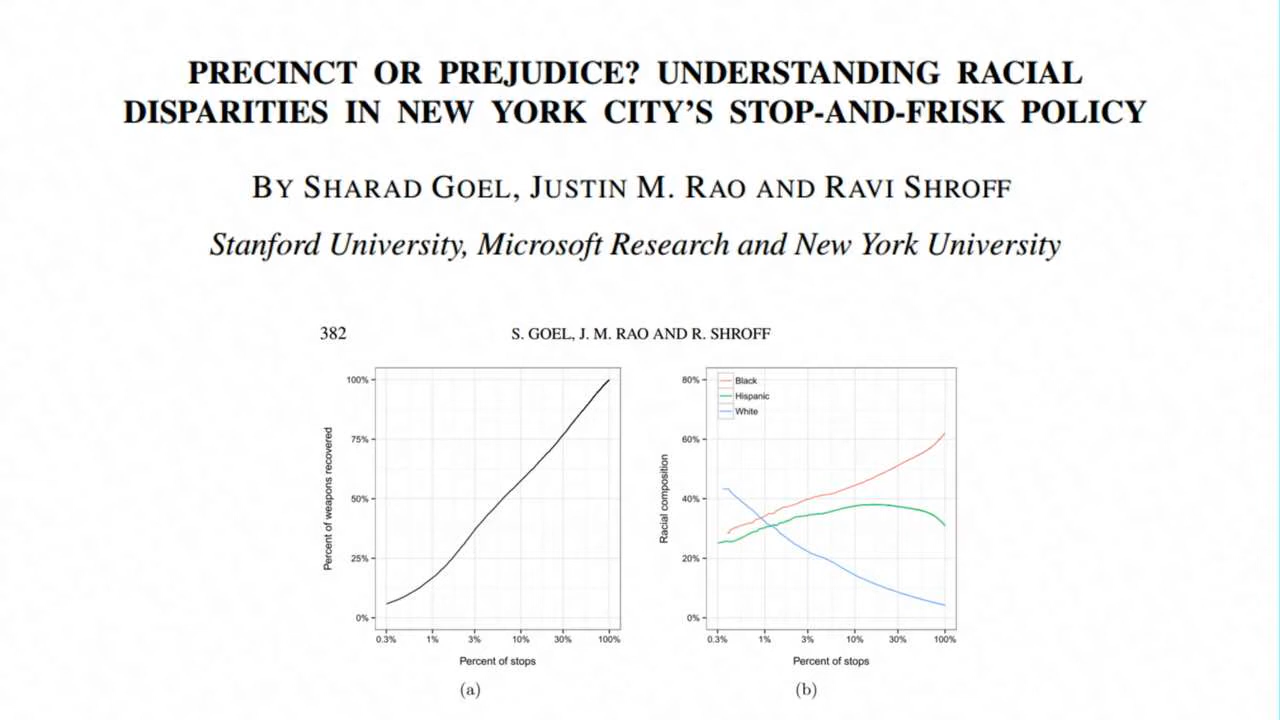 PRECINCT OR PREJUDICE? UNDERSTANDING RACIAL
DISPARITIES IN NEW YORK CITY'S STOP-AND-FRISK POLICY
BY SHARAD GOEL, JUSTIN M. RAO AND RAVI SHROFF
Stanford University, Microsoft Research and New York University
382
S. GOEL, J. M. RAO AND R. SHROFF
Percent of weapons recovered
100%
75%
50%
25%
0%
0.3% 1% 3% 10% 30% 100%
Percent of stops
(a)
Racial composition
80%
60%
40%
20%
0%
Black
Hispanic
White
0.3% 1% 3% 10% 30% 100%
Percent of stops
(b)